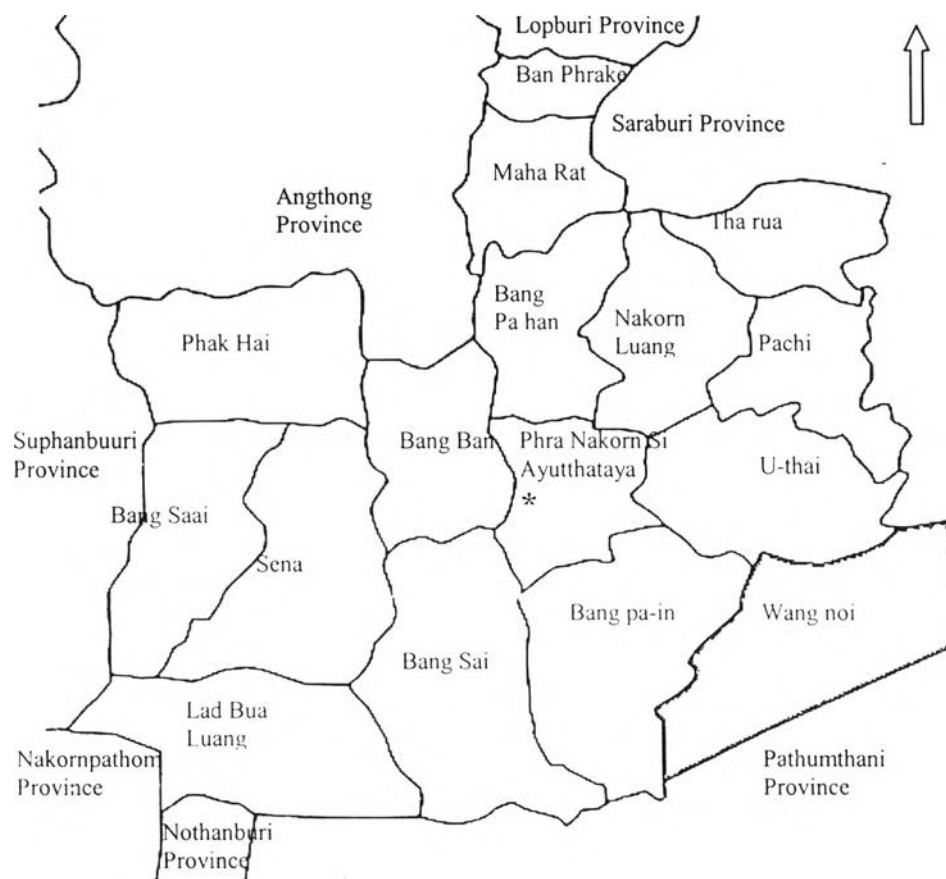 Lopburi Province
Ban Phrake
Saraburi Province
Maha Rat
Angthong
Province
Tha rua
Bang
Pa han
Nakorn
Luang
Pachi
Phak Hai
Suphanbuuri
Province
Bang Ban
Phra Nakorn Si
Ayutthataya
*
U-thai
Bang Saai
Sena
Bang pa-in
Wang noi
Bang Sai
Lad Bua
Luang
Nakornpathom
Province
Pathumthani
Province
Nothanburi
Province